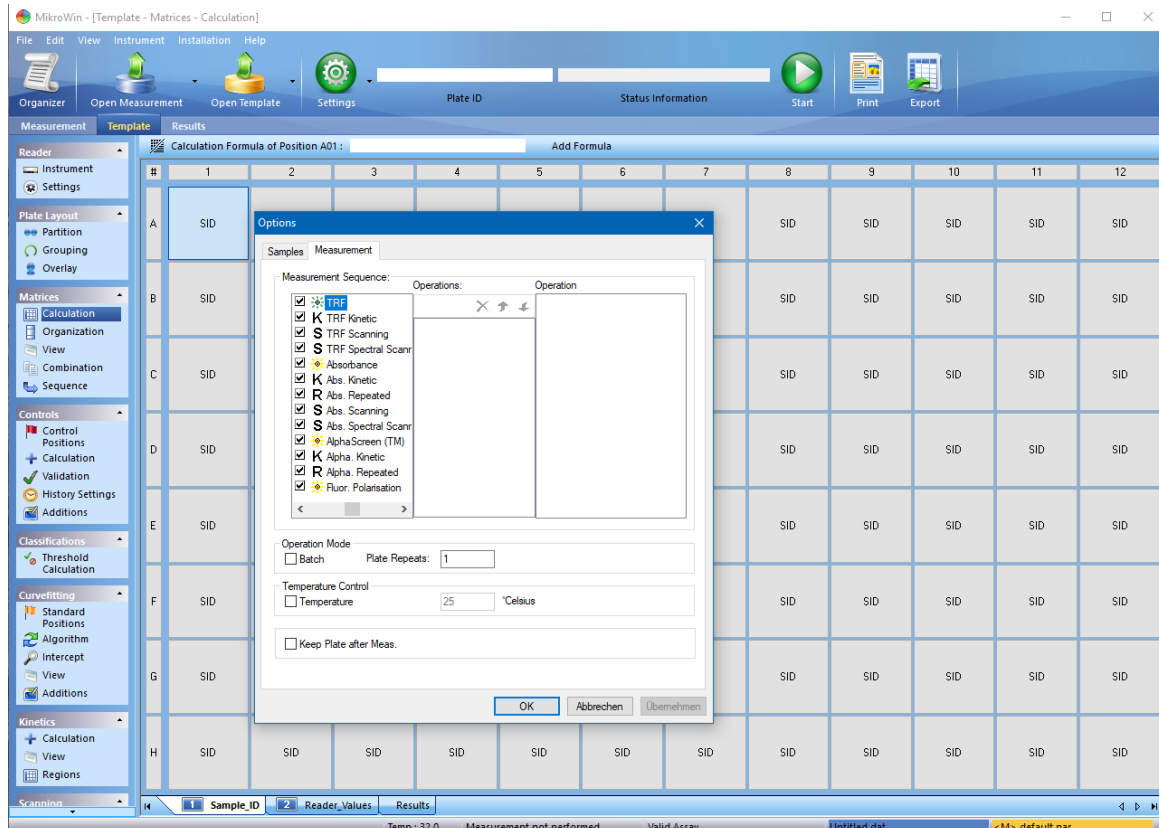 MikroWin - [Template - Matrices - Calculation]
File Edit View Instrument Installation Help
Organizer Open Measurement Open Template Settings Plate ID Status Information Start Print Export
Measurement Template Results
Reader
Instrument
Settings
Plate Layout
Partition
Grouping
Overlay
Matrices
Calculation
Organization
View
Combination
Sequence
Controls
Control
Positions
Calculation
Validation
History Settings
Additions
Classifications
Threshold
Calculation
Curvefitting
Standard
Positions
Algorithm
Intercept
View
Additions
Kinetics
Calculation
View
Regions
Scanning
Calculation Formula of Position A01 : Add Formula
# 1 2 3 4 5 6 7 8 9 10 11 12
A SID SID SID SID SID SID
B SID SID SID SID SID SID
C SID SID SID SID SID SID
D SID SID SID SID SID SID
E SID SID SID SID SID SID
F SID SID SID SID SID SID
G SID SID SID SID SID SID
H SID SID SID SID SID SID SID SID SID SID SID SID
Options
Samples Measurement
Measurement Sequence: Operations: Operation
TRF
K TRF Kinetic
S TRF Scanning
S TRF Spectral Scanr
Absorbance
K Abs. Kinetic
R Abs. Repeated
S Abs. Scanning
S Abs. Spectral Scanr
AlphaScreen (TM)
K Alpha. Kinetic
R Alpha. Repeated
Fluor. Polarisation
Operation Mode
Batch Plate Repeats: 1
Temperature Control
Temperature 25 °Celsius
Keep Plate after Meas.
OK Abbrechen Übernehmen
1 Sample_ID 2 Reader_Values Results
Temp.: 32.0 Measurement not performed Valid Array Untitled.dat <M> default.par